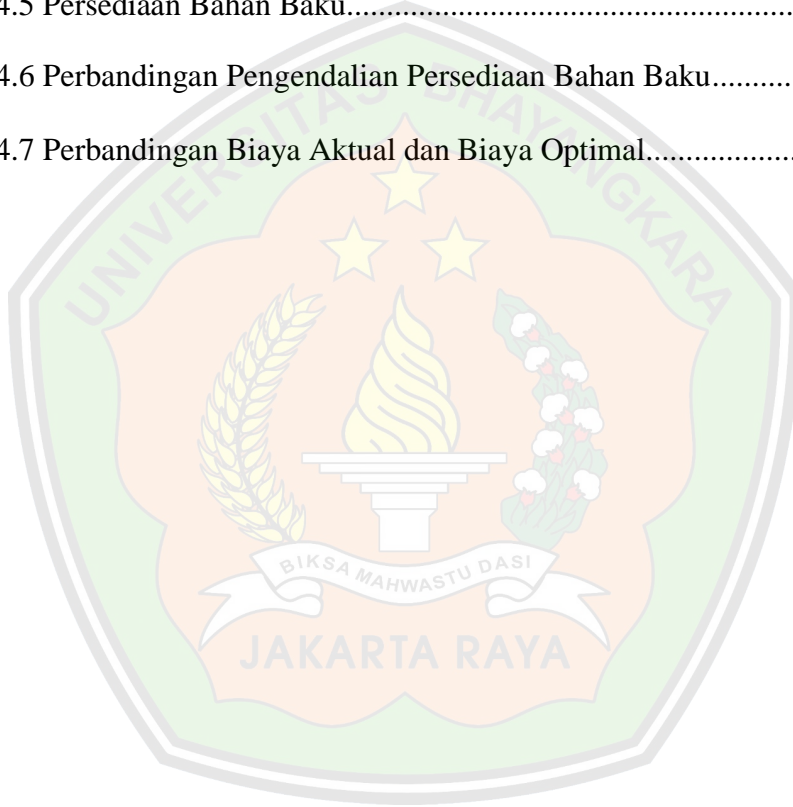 4.5 Persediaan Bahan Baku.........................................................
4.6 Perbandingan Pengendalian Persediaan Bahan Baku..........
4.7 Perbandingan Biaya Aktual dan Biaya Optimal..................
UNIVERSITAS BHAYANGKARA
BIKSA MAHWASTU DASI
JAKARTA RAYA